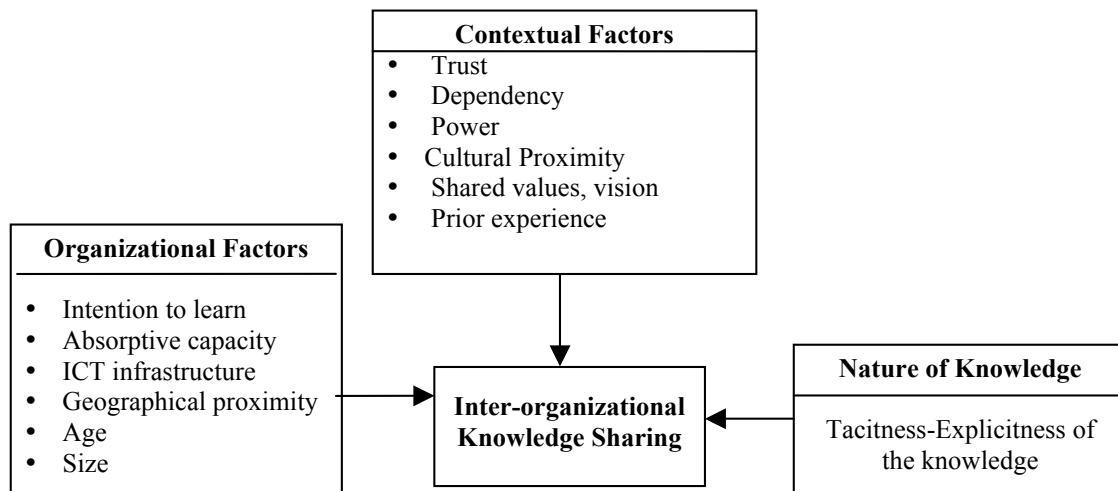 Contextual Factors
• Trust
• Dependency
• Power
• Cultural Proximity
• Shared values, vision
• Prior experience
Organizational Factors
• Intention to learn
• Absorptive capacity
• ICT infrastructure
• Geographical proximity
• Age
• Size
Inter-organizational
Knowledge Sharing
Nature of Knowledge
Tacitness-Explicitness of
the knowledge